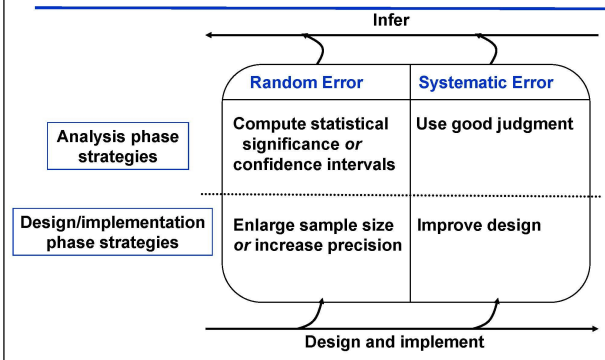 Infer
Random Error
Systematic Error
Analysis phase
strategies
Compute statistical
significance or
confidence intervals
Use good judgment
Design/implementation
phase strategies
Enlarge sample size
or increase precision
Improve design
Design and implement